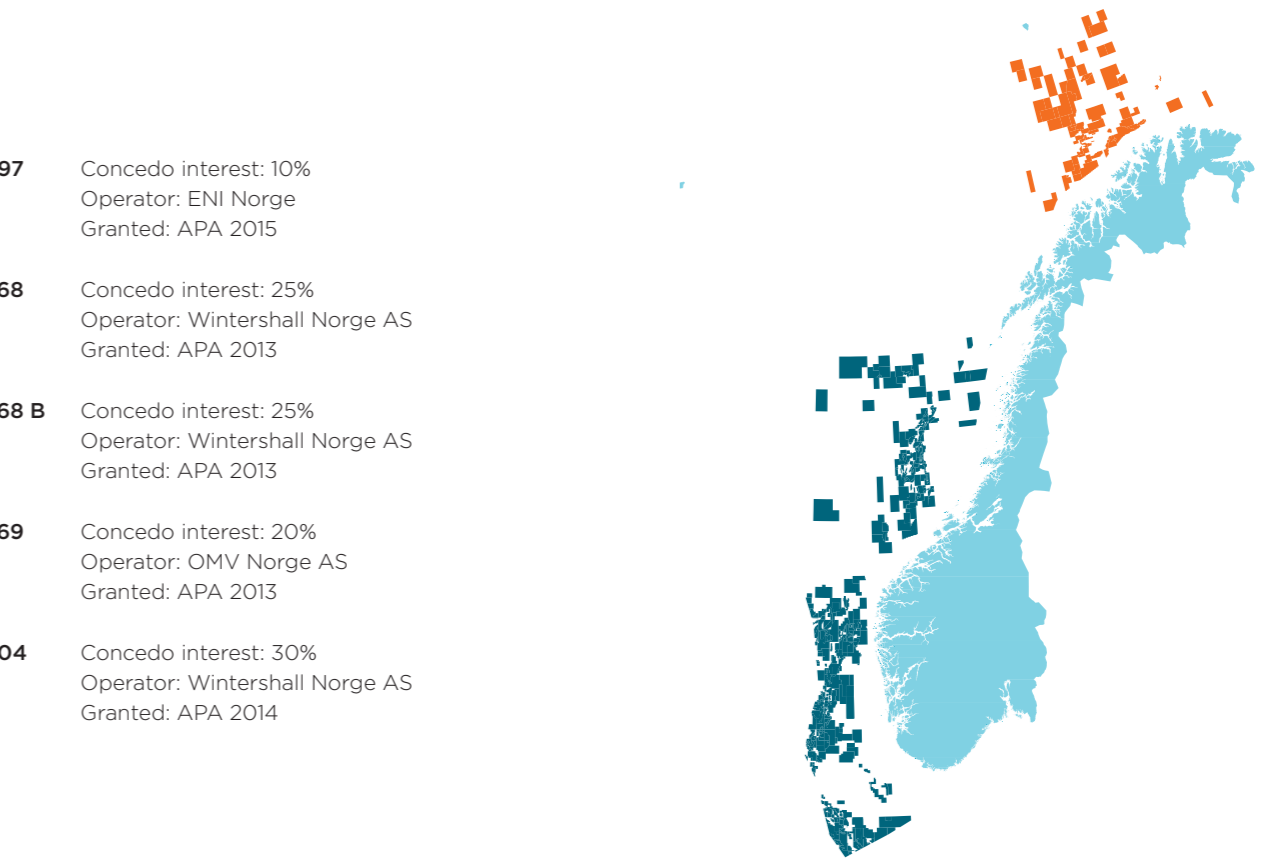 97 Concedo interest: 10%
Operator: ENI Norge
Granted: APA 2015
68 Concedo interest: 25%
Operator: Wintershall Norge AS
Granted: APA 2013
68 B Concedo interest: 25%
Operator: Wintershall Norge AS
Granted: APA 2013
69 Concedo interest: 20%
Operator: OMV Norge AS
Granted: APA 2013
04 Concedo interest: 30%
Operator: Wintershall Norge AS
Granted: APA 2014